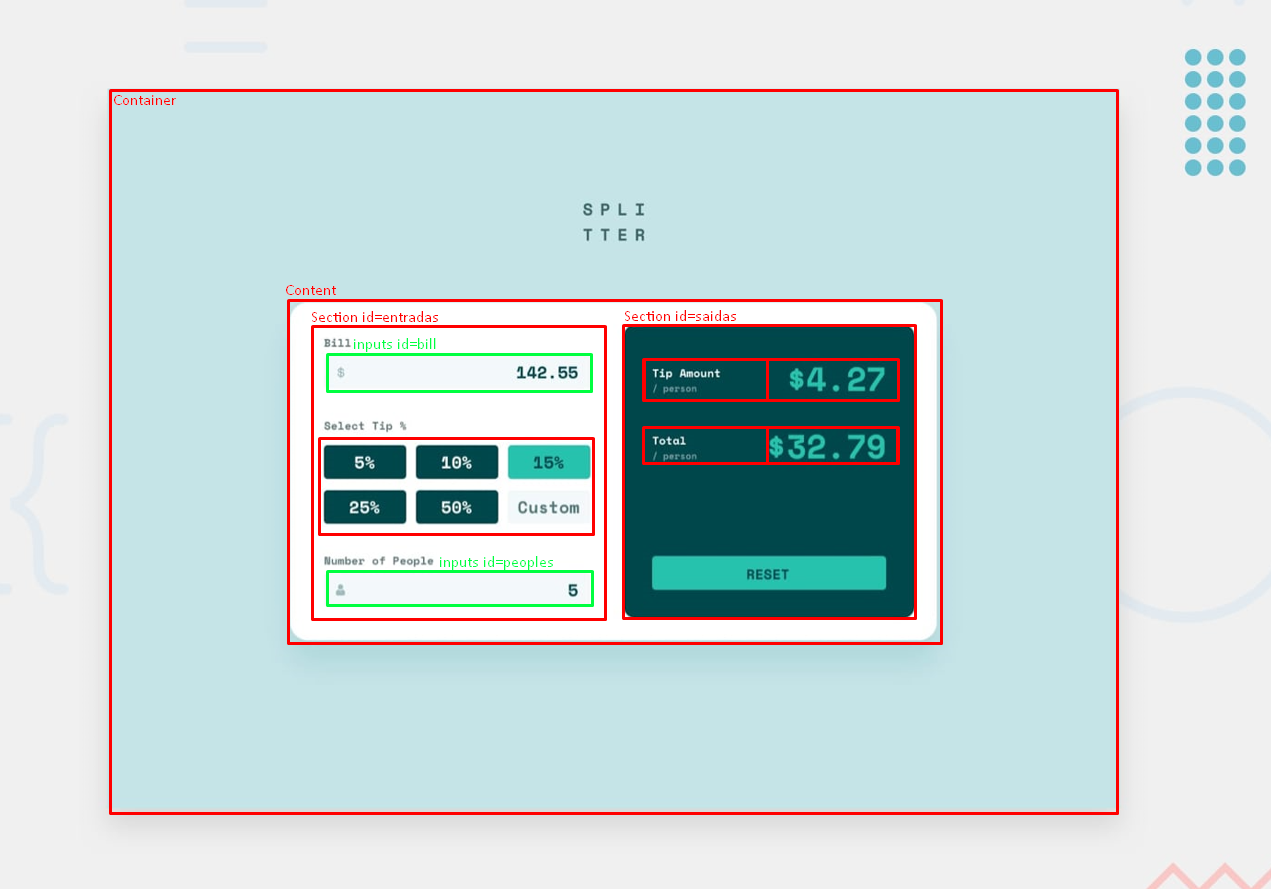 Container
SPLI
TTER
Content
Section id=entradas
Bill inputs id=bill
$ 142.55
Select Tip %
5% 10% 15%
25% 50% Custom
Number of People inputs id=peoples
5
Section id=saidas
Tip Amount
/ person
$4.27
Total
/ person
$32.79
RESET